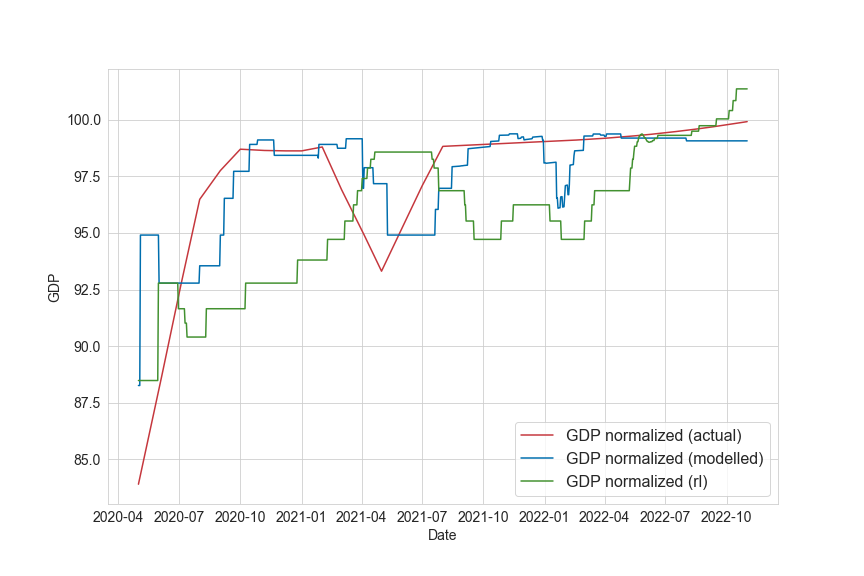 GDP
100.0
97.5
95.0
92.5
90.0
87.5
85.0
GDP normalized (actual)
GDP normalized (modelled)
GDP normalized (rl)
2020-04 2020-07 2020-10 2021-01 2021-04 2021-07 2021-10 2022-01 2022-04 2022-07 2022-10
Date